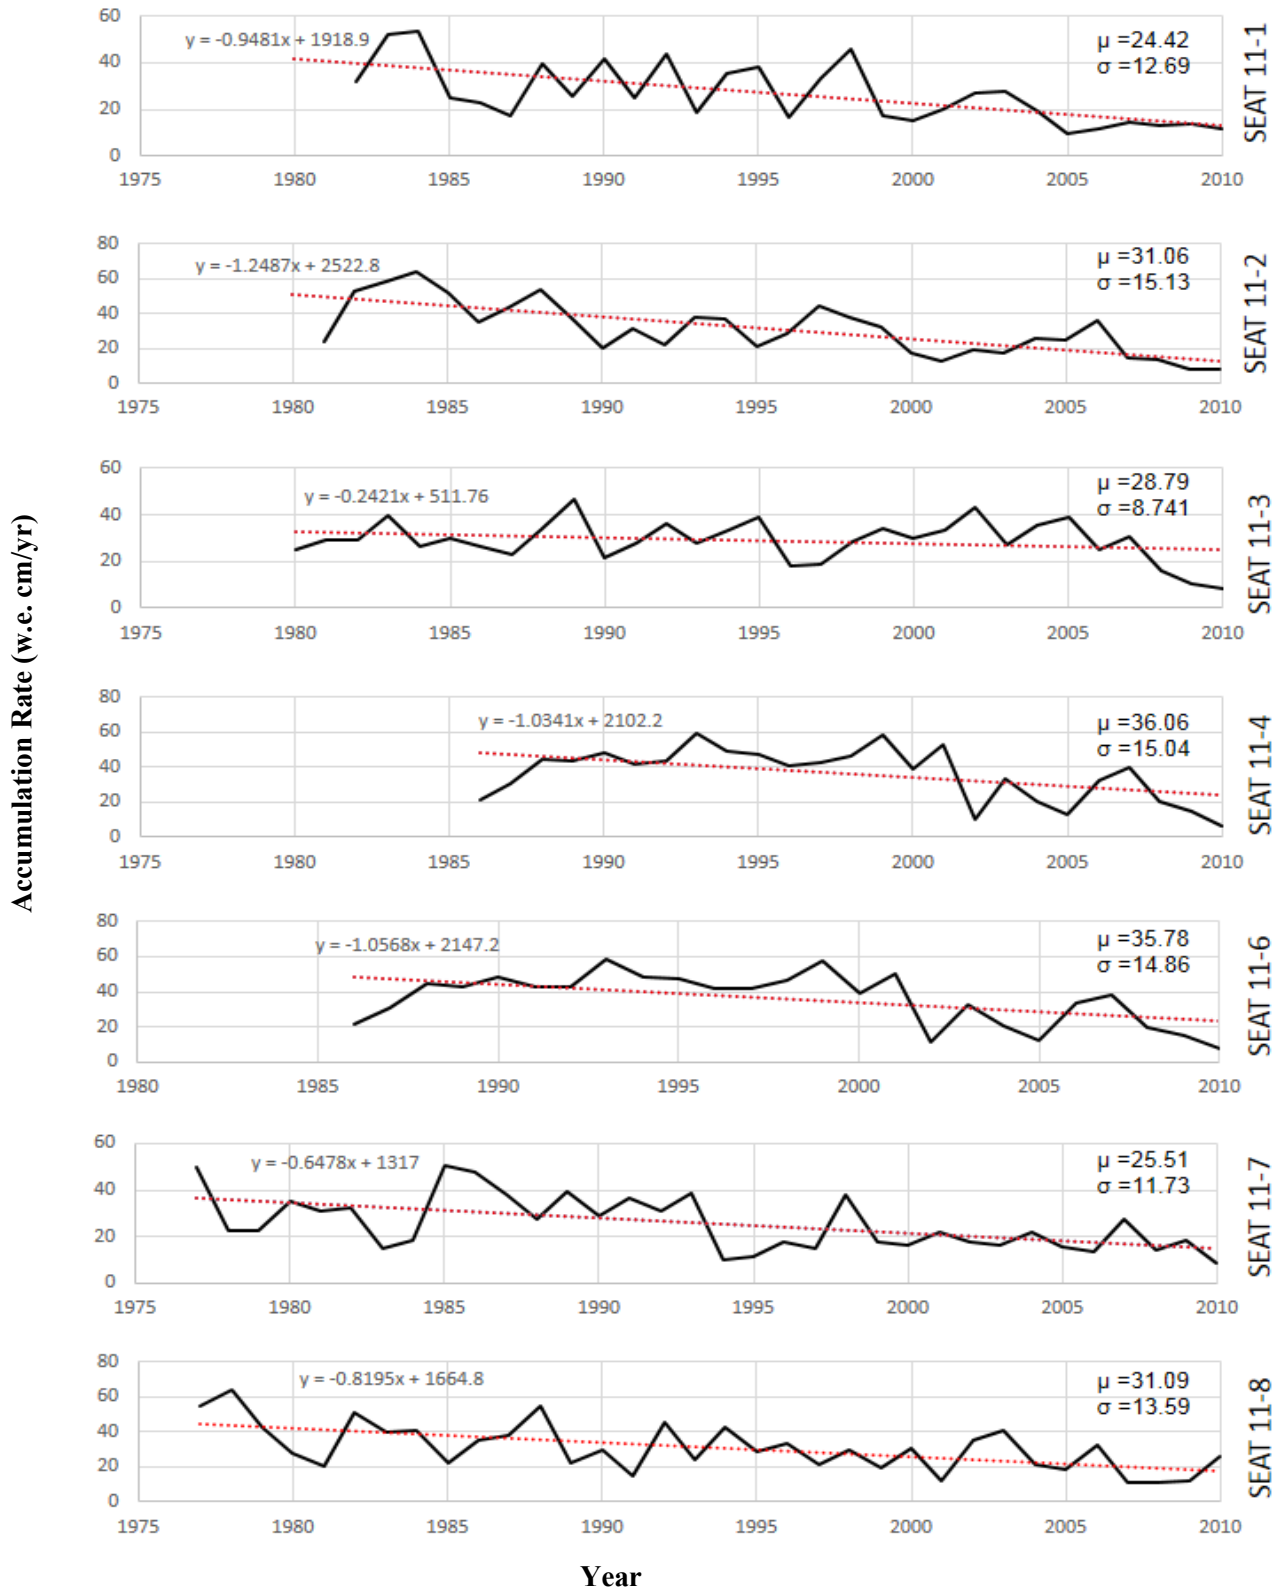 Accumulation Rate (w.e. cm/yr)
60
40
20
0
y = -0.9481x + 1918.9
μ =24.42
σ =12.69
SEAT 11-1
1975 1980 1985 1990 1995 2000 2005 2010
80
60
40
20
0
y = -1.2487x + 2522.8
μ =31.06
σ =15.13
SEAT 11-2
1975 1980 1985 1990 1995 2000 2005 2010
60
40
20
0
y = -0.2421x + 511.76
μ =28.79
σ =8.741
SEAT 11-3
1975 1980 1985 1990 1995 2000 2005 2010
80
60
40
20
0
y = -1.0341x + 2102.2
μ =36.06
σ =15.04
SEAT 11-4
1975 1980 1985 1990 1995 2000 2005 2010
80
60
40
20
0
y = -1.0568x + 2147.2
μ =35.78
σ =14.86
SEAT 11-6
1980 1985 1990 1995 2000 2005 2010
60
40
20
0
y = -0.6478x + 1317
μ =25.51
σ =11.73
SEAT 11-7
1975 1980 1985 1990 1995 2000 2005 2010
80
60
40
20
0
y = -0.8195x + 1664.8
μ =31.09
σ =13.59
SEAT 11-8
1975 1980 1985 1990 1995 2000 2005 2010
Year